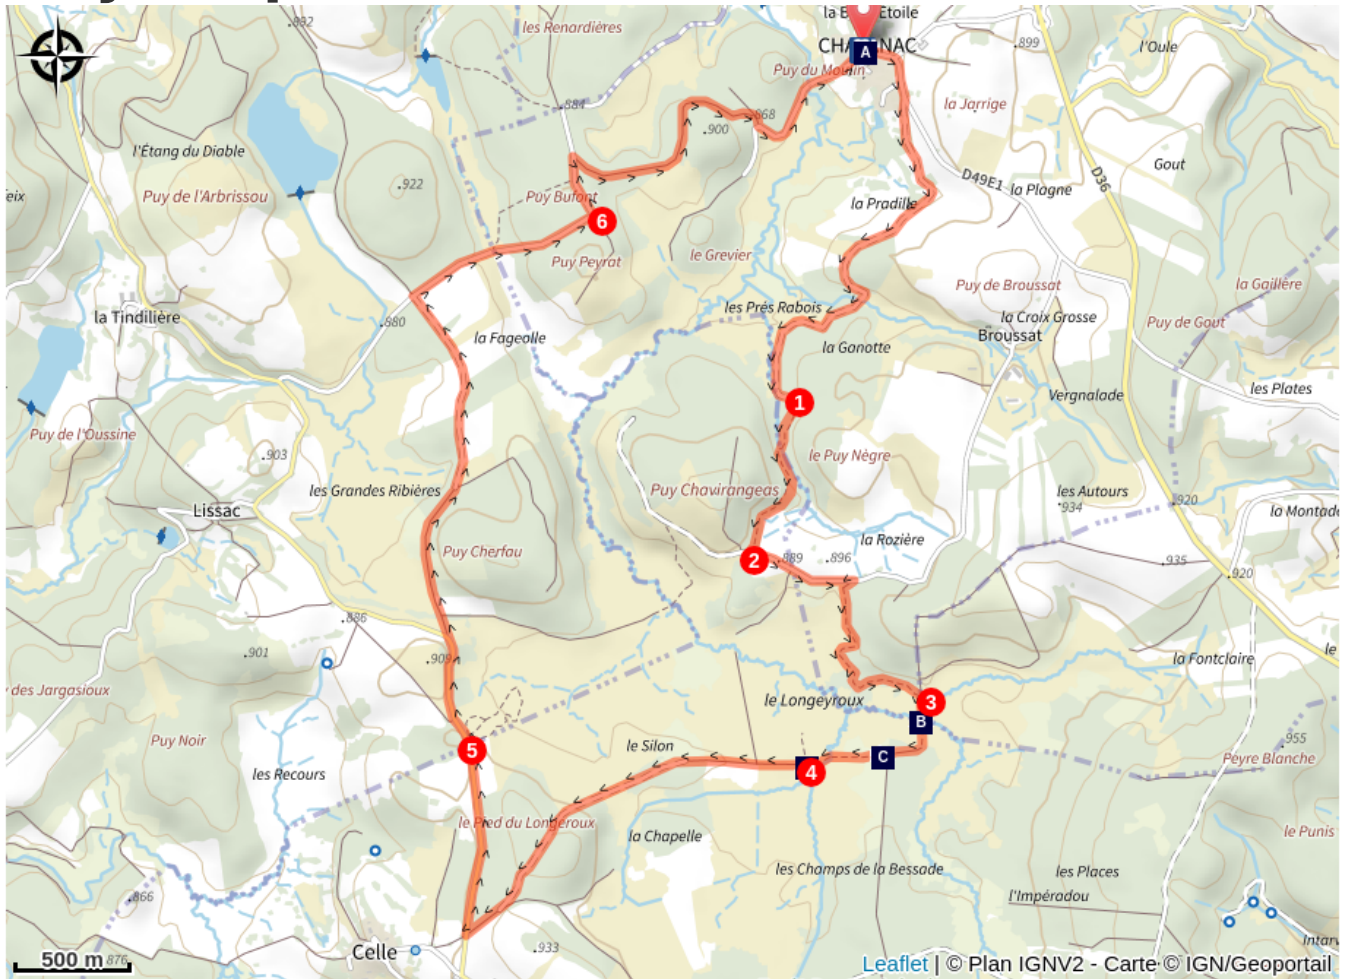 .892
les Renardières
Etoile
.899
l'Oule
A
Puy du Moulin
la Jarrige
.884
.868
.900
l'Étang du Diable
Gout
D49E1
D36
la Plagne
.922
Puy de l'Arbrissou
Puy Bufont
la Pradille
6
Puy Peyrat
le Grevier
Puy de Broussat
la Gaillère
les Prés Rabois
la Croix Grosse
la Tindilière
.880
Puy de Gout
la Fageolle
la Ganotte
Broussat
les Plates
Vergnalade
1
Puy de l'Oussine
.903
le Puy Nègre
les Grandes Ribières
Puy Chavirangeas
les Autours
.934
.920
Lissac
la Montade
la Rozière
Puy Cherfau
2
.889
.896
.935
.920
.886
.901
.909
la Fontclaire
le
des Jargasioux
le Longeyroux
3
B
Puy Noir
5
le Silon
C
.955
Peyre Blanche
4
les Recours
le Pied du Longeroux
la Chapelle
le Punis
les Champs de la Bessade
les Places
l'Impéradou
.866
Celle
.933
500 m
876
Leaflet | © Plan IGNV2 - Carte © IGN/Geoportail